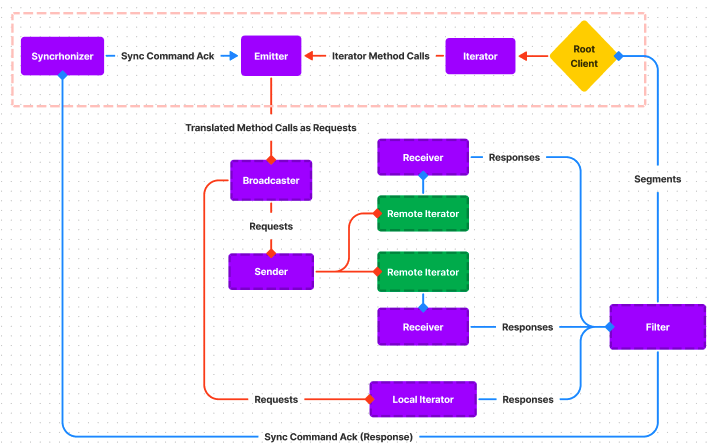 Syncrhonizer
Sync Command Ack
Emitter
Iterator Method Calls
Iterator
Root
Client
Translated Method Calls as Requests
Receiver
Responses
Segments
Broadcaster
Remote Iterator
Requests
Sender
Remote Iterator
Receiver
Responses
Filter
Requests
Local Iterator
Responses
Sync Command Ack (Response)